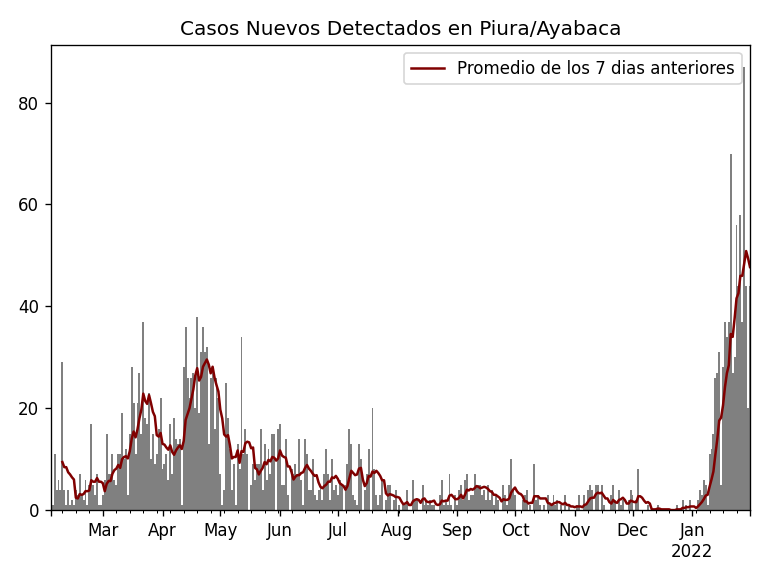 Casos Nuevos Detectados en Piura/Ayabaca
Promedio de los 7 dias anteriores
80
60
40
20
0
Mar Apr May Jun Jul Aug Sep Oct Nov Dec Jan
2022